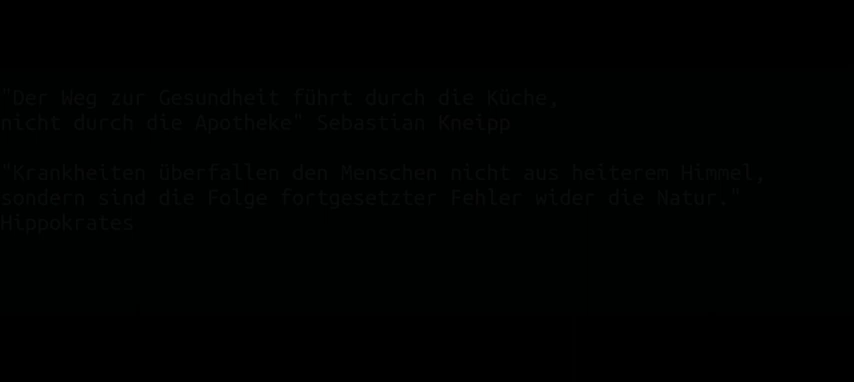 "Der Weg zur Gesundheit führt durch die Küche,
nicht durch die Apotheke" Sebastian Kneipp
"Krankheiten überfallen den Menschen nicht aus heiterem Himmel,
sondern sind die Folge fortgesetzter Fehler wider die Natur."
Hippokrates